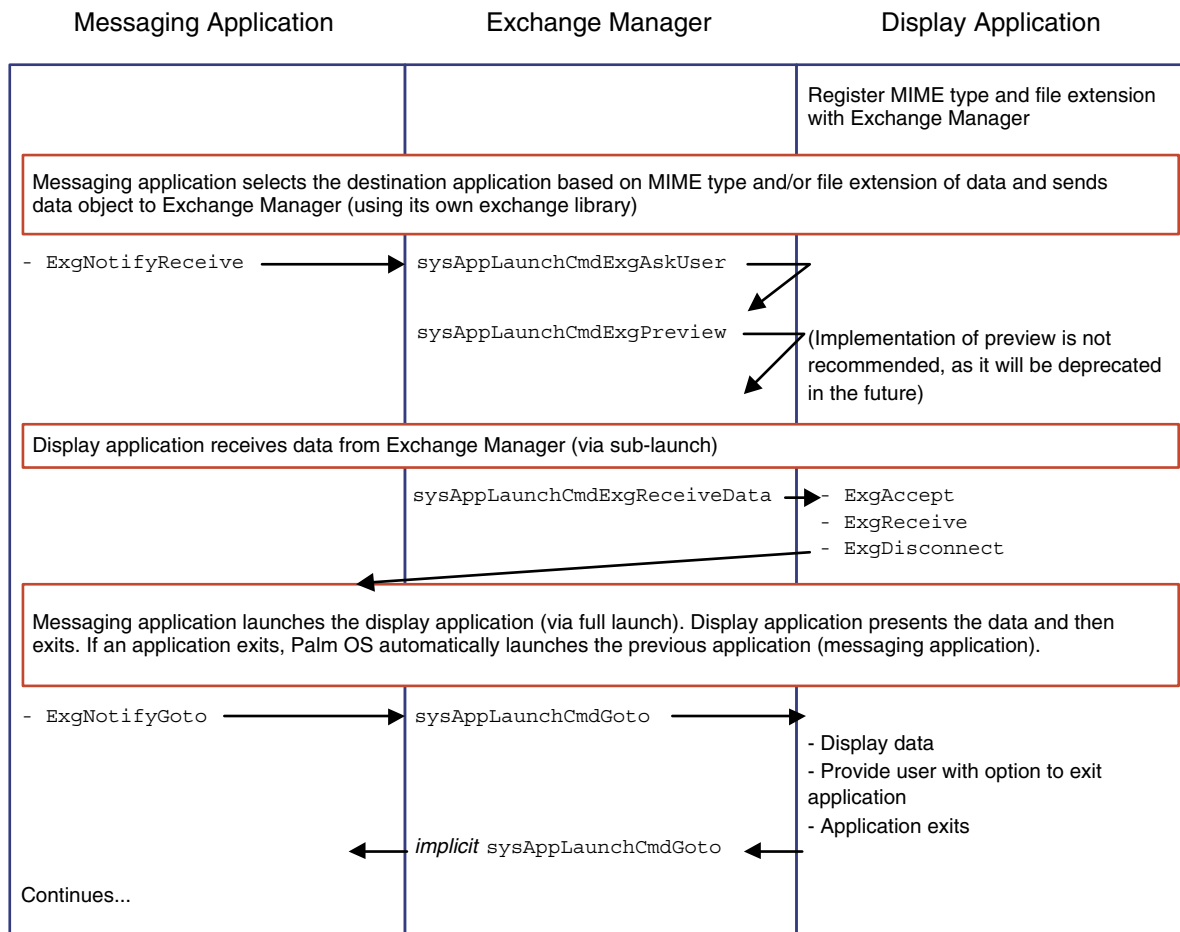 Messaging Application
Exchange Manager
Display Application
Register MIME type and file extension
with Exchange Manager
Messaging application selects the destination application based on MIME type and/or file extension of data and sends
data object to Exchange Manager (using its own exchange library)
- ExgNotifyReceive
sysAppLaunchCmdExgAskUser
sysAppLaunchCmdExgPreview
(Implementation of preview is not
recommended, as it will be deprecated
in the future)
Display application receives data from Exchange Manager (via sub-launch)
sysAppLaunchCmdExgReceiveData
- ExgAccept
- ExgReceive
- ExgDisconnect
Messaging application launches the display application (via full launch). Display application presents the data and then
exits. If an application exits, Palm OS automatically launches the previous application (messaging application).
- ExgNotifyGoto
sysAppLaunchCmdGoto
- Display data
- Provide user with option to exit
application
- Application exits
implicit sysAppLaunchCmdGoto
Continues...